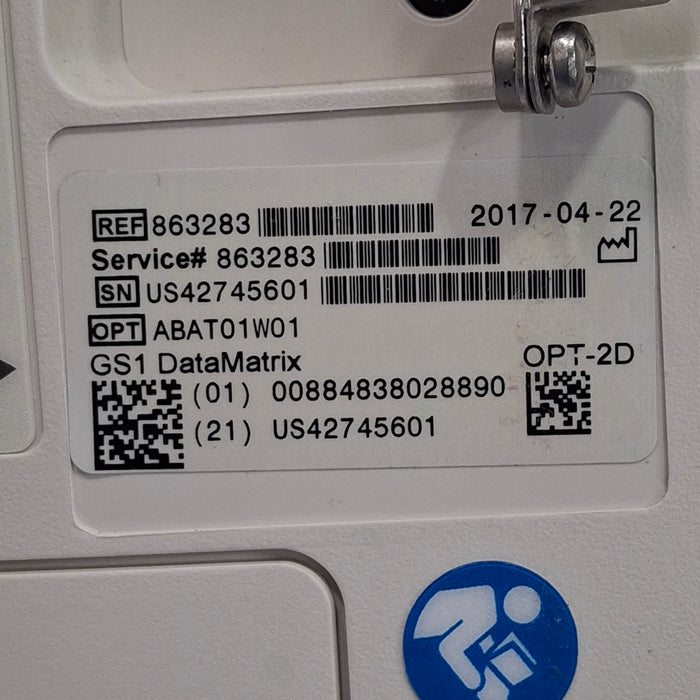 REF 863283 2017-04-22
Service# 863283
SN US42745601
OPT ABAT01W01
GS1 DataMatrix OPT-2D
(01) 00884838028890
(21) US42745601